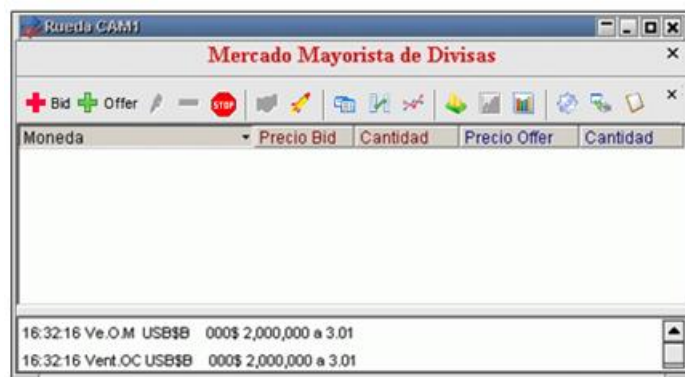 Rueda CAM1
Mercado Mayorista de Divisas
Bid Offer STOP
Moneda Precio Bid Cantidad Precio Offer Cantidad
16:32:16 Ve.O.M USB$B 000$ 2,000,000 a 3.01
16:32:16 Vent.OC USB$B 000$ 2,000,000 a 3.01